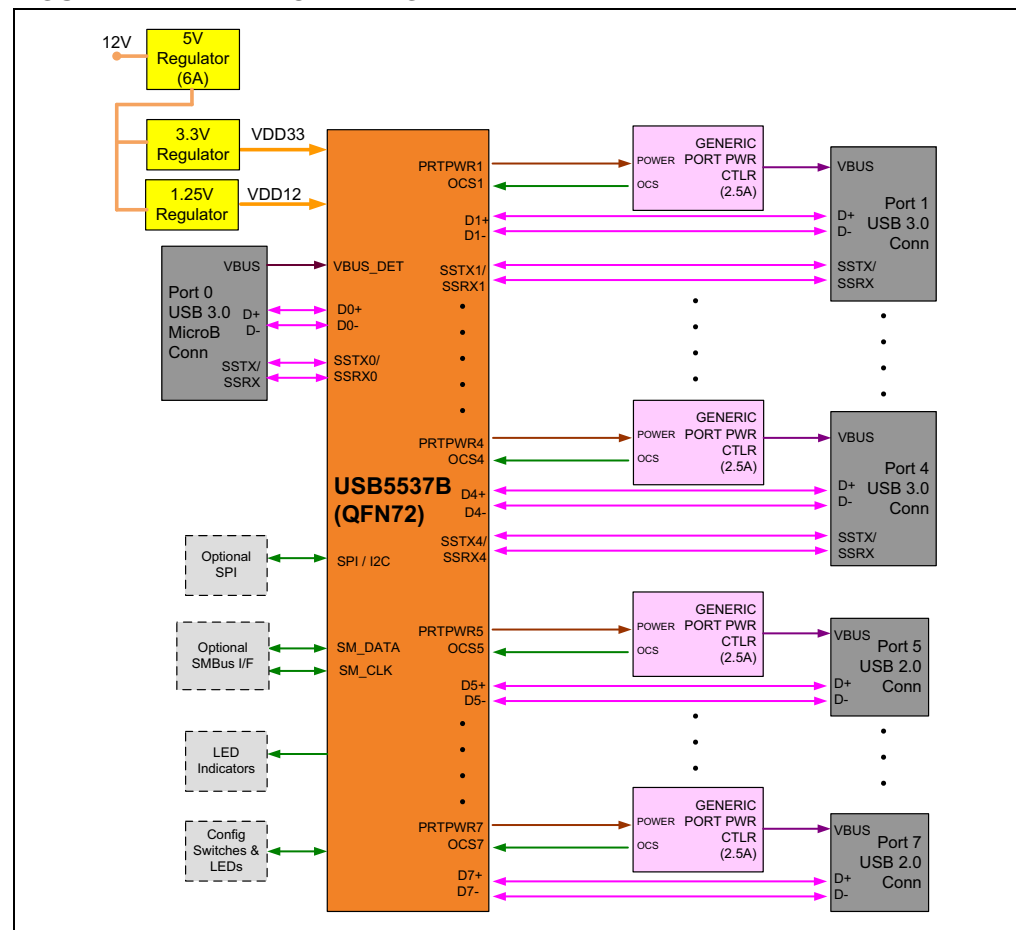 12V
5V
Regulator
(6A)
3.3V
Regulator
VDD33
1.25V
Regulator
VDD12
VBUS
Port 0
USB 3.0
MicroB
Conn
D+
D-
SSTX/
SSRX
VBUS_DET
D0+
D0-
SSTX0/
SSRX0
USB5537B
(QFN72)
Optional
SPI
SPI / I2C
Optional
SMBus I/F
SM_DATA
SM_CLK
LED
Indicators
Config
Switches &
LEDs
PRTPWR1
OCS1
D1+
D1-
SSTX1/
SSRX1
POWER
OCS
GENERIC
PORT PWR
CTLR
(2.5A)
VBUS
Port 1
USB 3.0
Conn
D+
D-
SSTX/
SSRX
PRTPWR4
OCS4
D4+
D4-
SSTX4/
SSRX4
POWER
OCS
GENERIC
PORT PWR
CTLR
(2.5A)
VBUS
Port 4
USB 3.0
Conn
D+
D-
SSTX/
SSRX
PRTPWR5
OCS5
D5+
D5-
POWER
OCS
GENERIC
PORT PWR
CTLR
(2.5A)
VBUS
Port 5
USB 2.0
Conn
D+
D-
PRTPWR7
OCS7
D7+
D7-
POWER
OCS
GENERIC
PORT PWR
CTLR
(2.5A)
VBUS
Port 7
USB 2.0
Conn
D+
D-